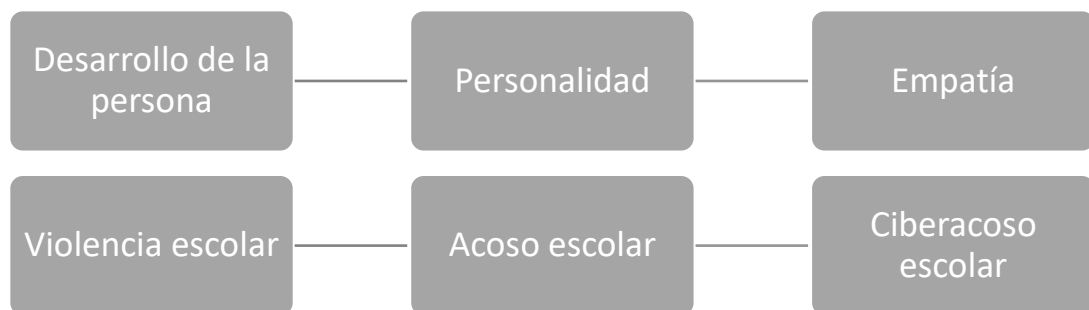 Desarrollo de la
persona
Personalidad
Empatía
Violencia escolar
Acoso escolar
Ciberacoso
escolar